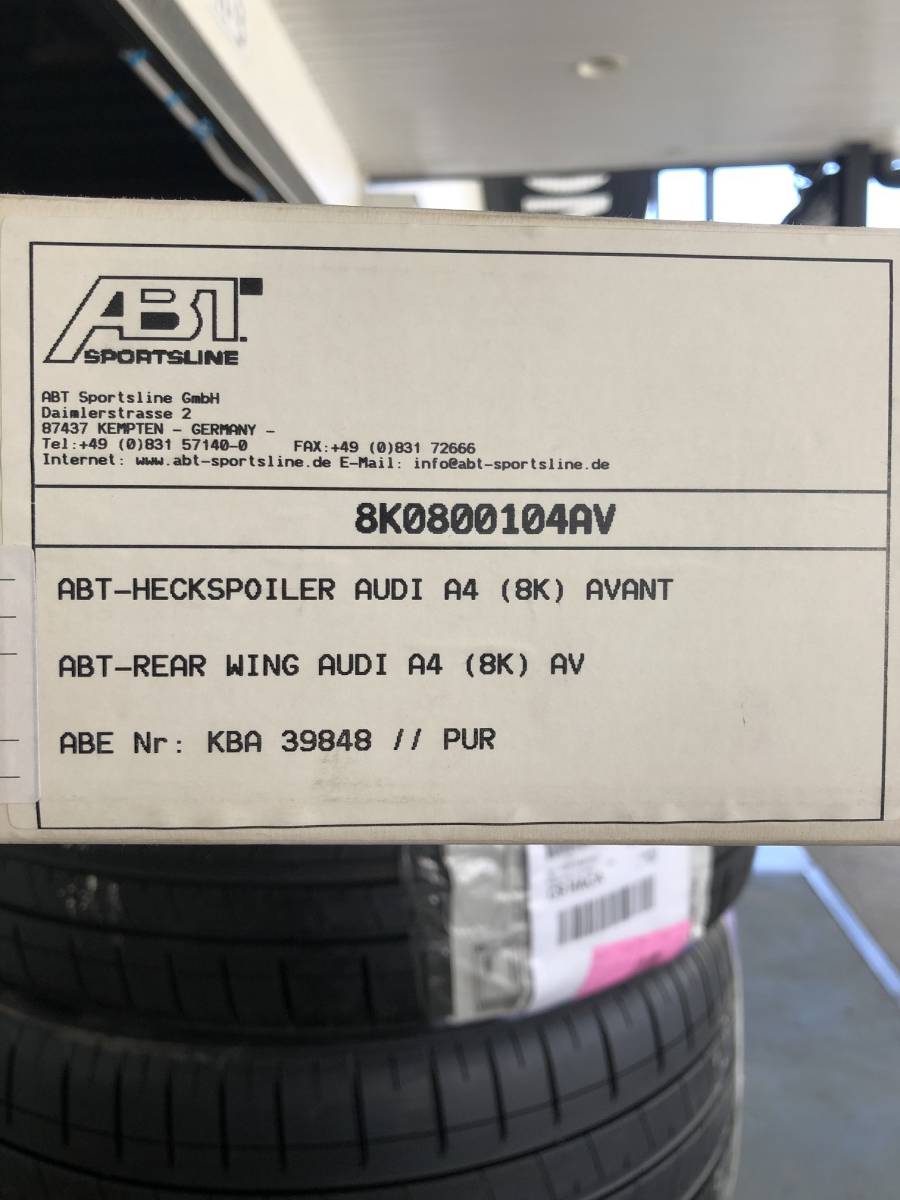 ABT
SPORTSLINE
ABT Sportsline GmbH
Daimlerstrasse 2
87437 KEMPTEN - GERMANY -
Tel:+49 (0)831 57140-0 FAX:+49 (0)831 72666
Internet: www.abt-sportsline.de E-Mail: info@abt-sportsline.de
8K0800104AV
ABT-HECKSPOILER AUDI A4 (8K) AVANT
ABT-REAR WING AUDI A4 (8K) AV
ABE Nr: KBA 39848 // PUR